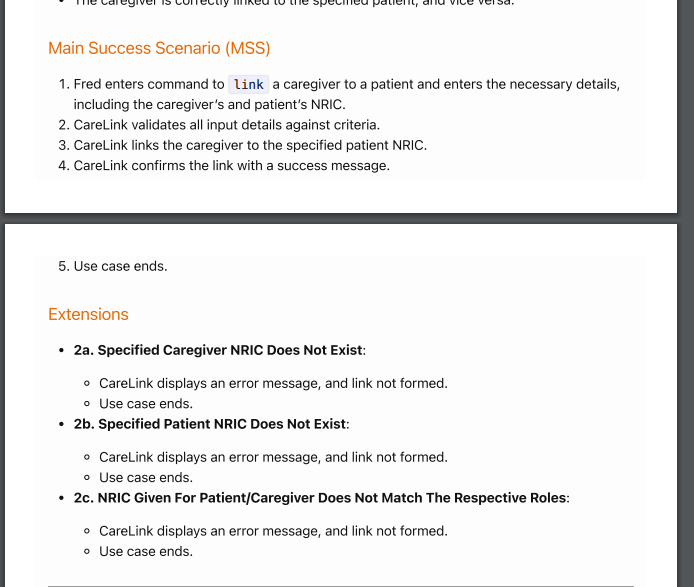 • The caregiver is correctly linked to the specified patient, and vice versa.
Main Success Scenario (MSS)
1. Fred enters command to link a caregiver to a patient and enters the necessary details,
including the caregiver's and patient's NRIC.
2. CareLink validates all input details against criteria.
3. CareLink links the caregiver to the specified patient NRIC.
4. CareLink confirms the link with a success message.
5. Use case ends.
Extensions
• 2a. Specified Caregiver NRIC Does Not Exist:
◦ CareLink displays an error message, and link not formed.
◦ Use case ends.
• 2b. Specified Patient NRIC Does Not Exist:
◦ CareLink displays an error message, and link not formed.
◦ Use case ends.
• 2c. NRIC Given For Patient/Caregiver Does Not Match The Respective Roles:
◦ CareLink displays an error message, and link not formed.
◦ Use case ends.